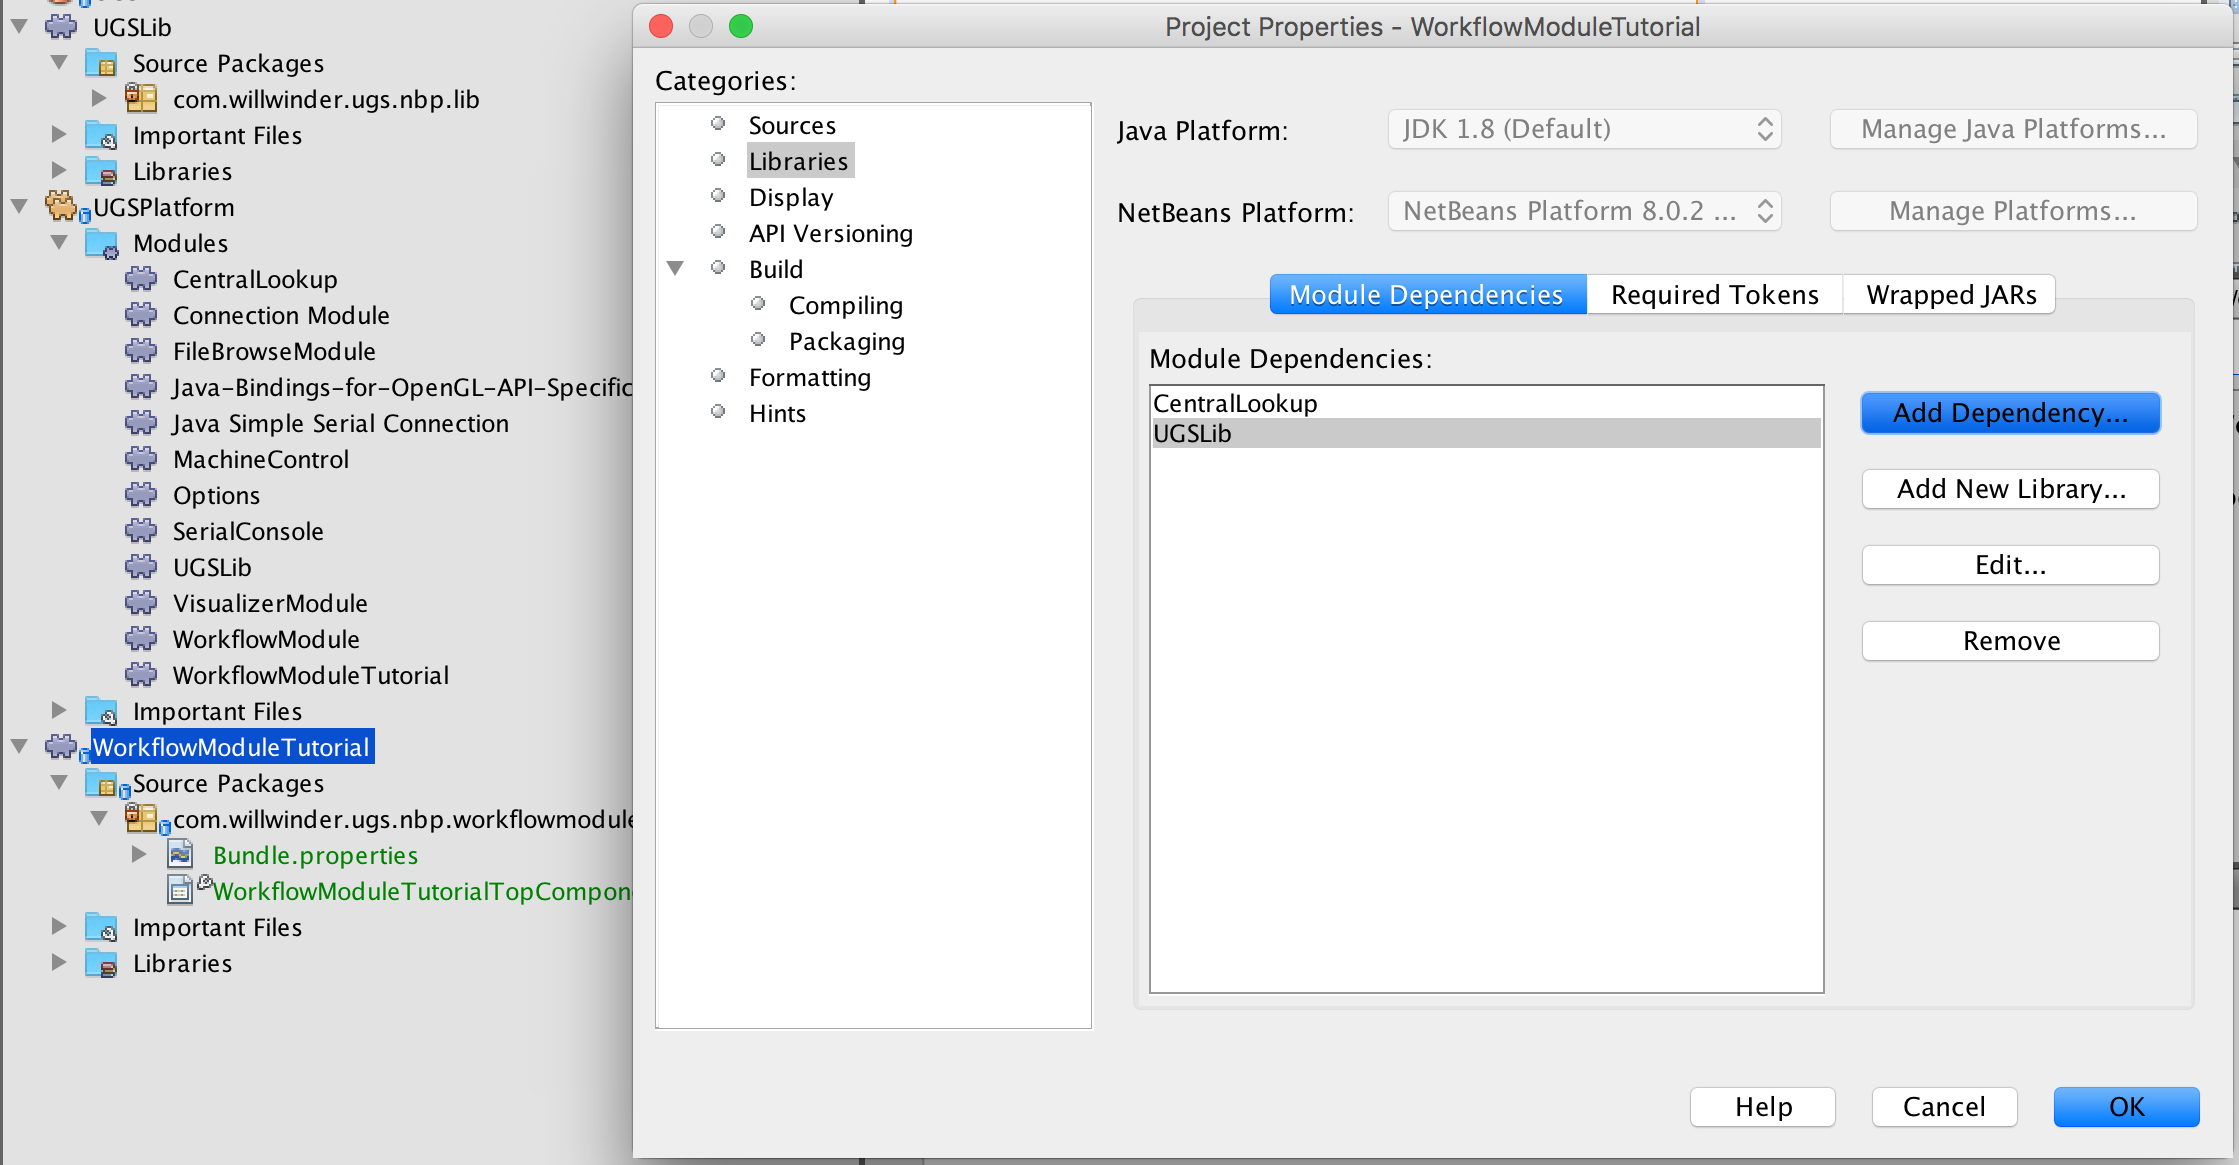 UGSLib
Source Packages
com.willwinder.ugs.nbp.lib
Important Files
Libraries
UGSPlatform
Modules
CentralLookup
Connection Module
FileBrowseModule
Java-Bindings-for-OpenGL-API-Specific
Java Simple Serial Connection
MachineControl
Options
SerialConsole
UGSLib
VisualizerModule
WorkflowModule
WorkflowModuleTutorial
Important Files
WorkflowModuleTutorial
Source Packages
com.willwinder.ugs.nbp.workflowmodule
Bundle.properties
WorkflowModuleTutorialTopCompon
Important Files
Libraries
Project Properties - WorkflowModuleTutorial
Categories:
Sources
Libraries
Display
API Versioning
Build
Compiling
Packaging
Formatting
Hints
Java Platform:
JDK 1.8 (Default)
Manage Java Platforms...
NetBeans Platform:
NetBeans Platform 8.0.2 ...
Manage Platforms...
Module Dependencies
Required Tokens
Wrapped JARs
Module Dependencies:
CentralLookup
UGSLib
Add Dependency...
Add New Library...
Edit...
Remove
Help
Cancel
OK